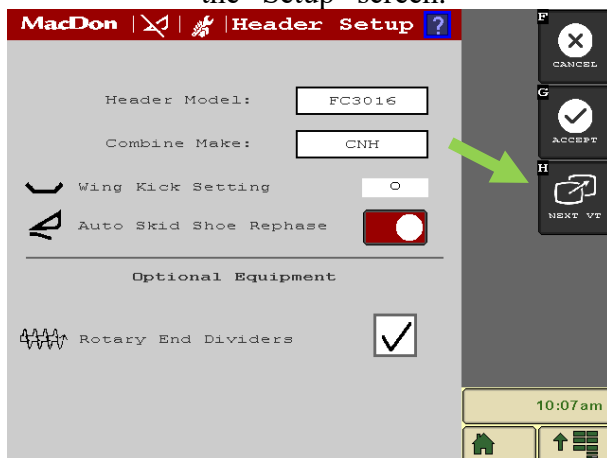 the Setup screen.
MacDon Header Setup ?
Header Model: FC3016
Combine Make: CNH
Wing Kick Setting 0
Auto Skid Shoe Rephase
Optional Equipment
Rotary End Dividers
F
CANCEL
G
ACCEPT
H
NEXT VT
10:07am